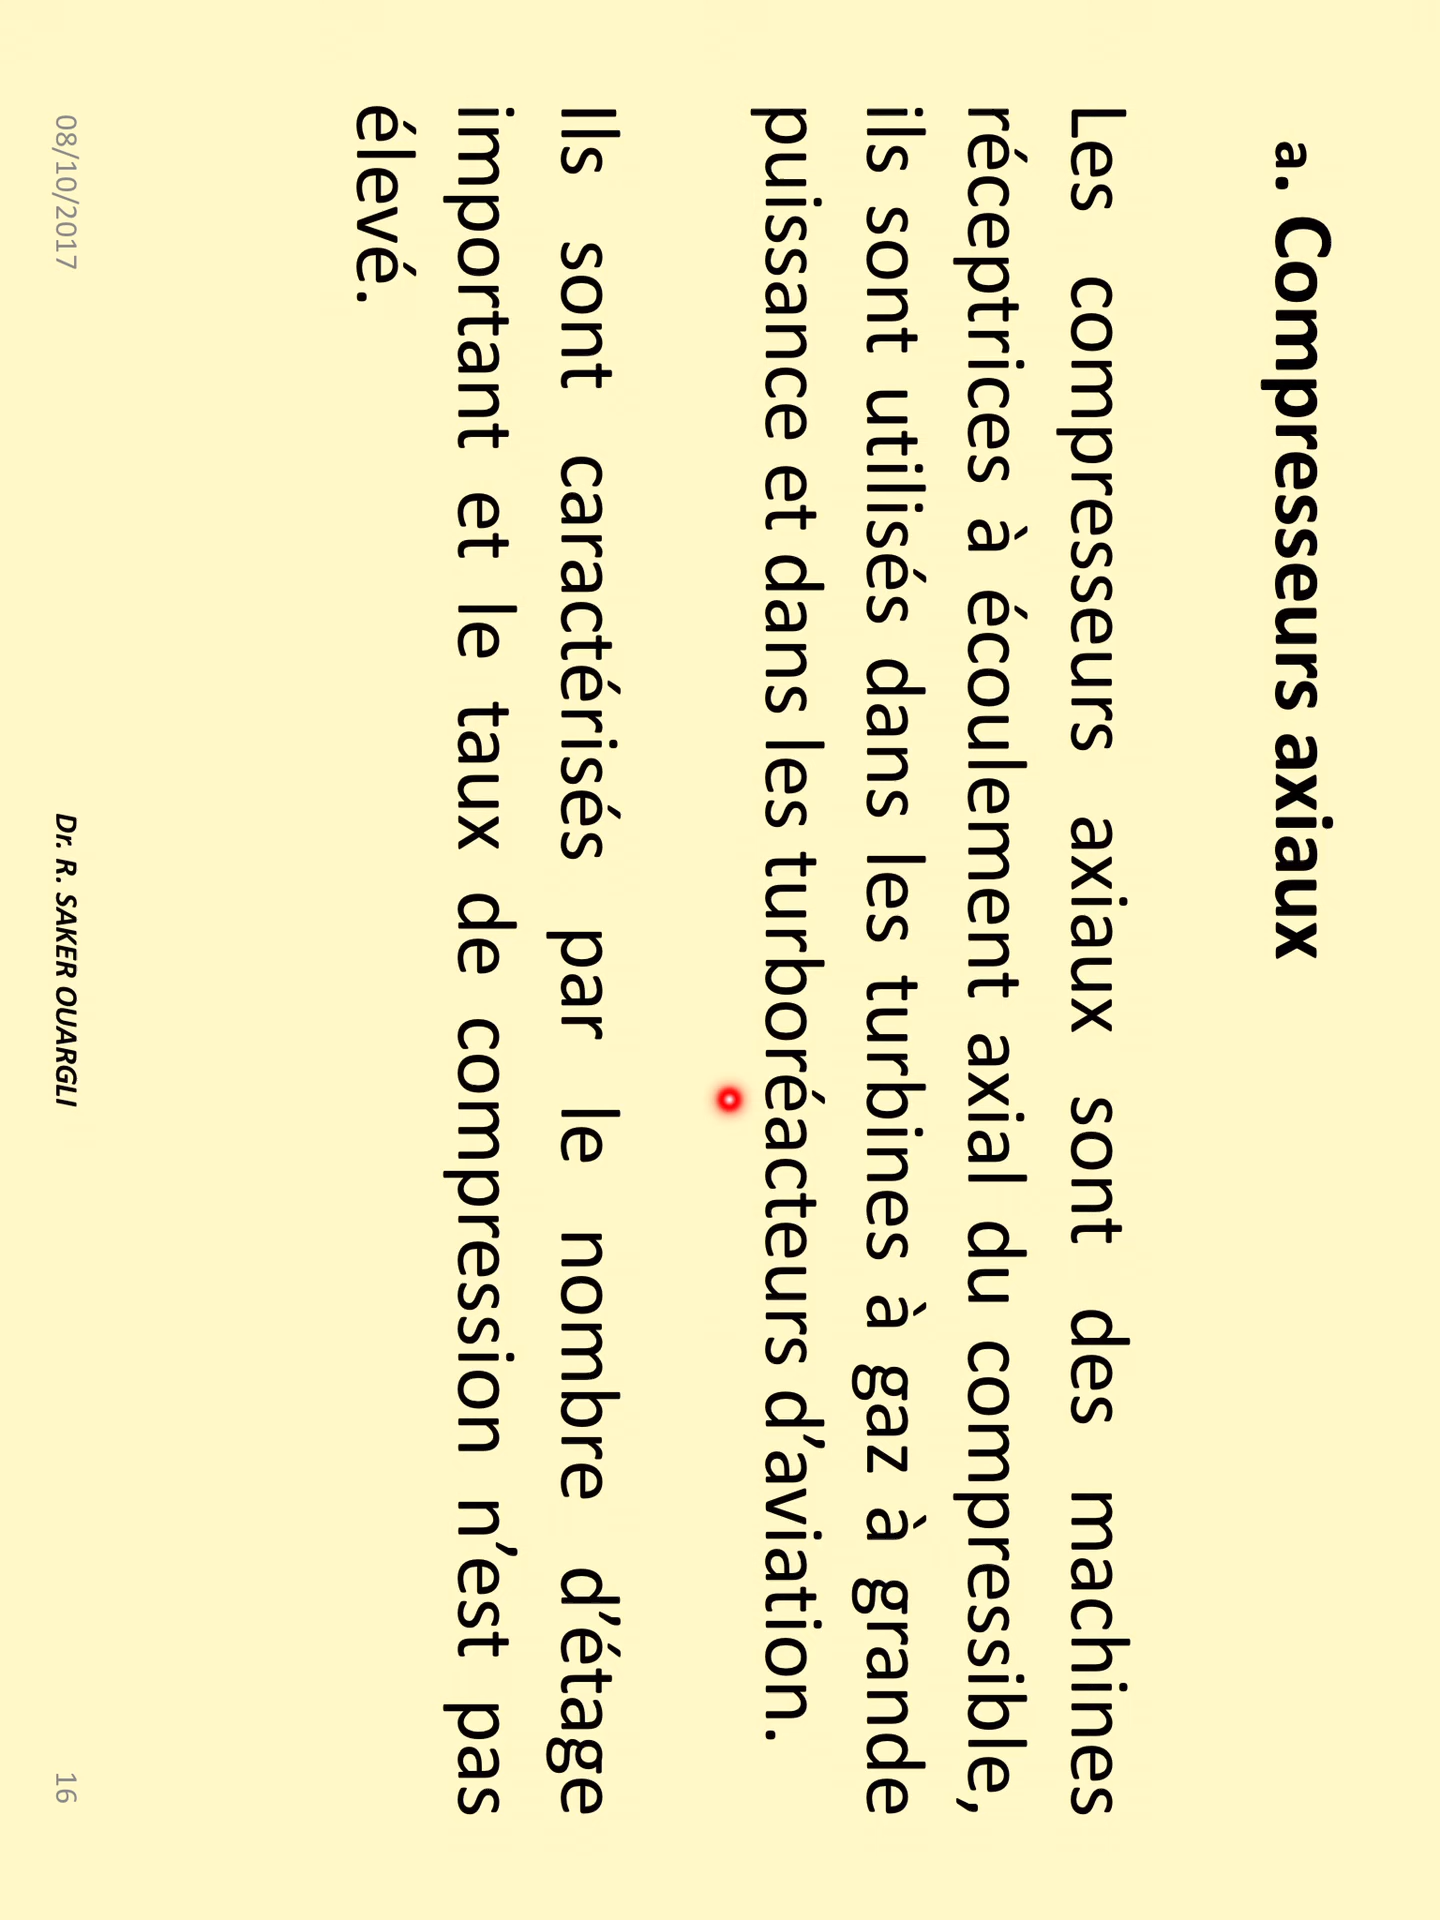 a. Compresseurs axiaux
Les compresseurs axiaux sont des machines
réceptrices à écoulement axial du compressible,
ils sont utilisés dans les turbines à gaz à grande
puissance et dans les turboréacteurs d’aviation.
Ils sont caractérisés par le nombre d’étage
important et le taux de compression n’est pas
élevé.
08/10/2017
Dr. R. SAKER OUARGLI
16